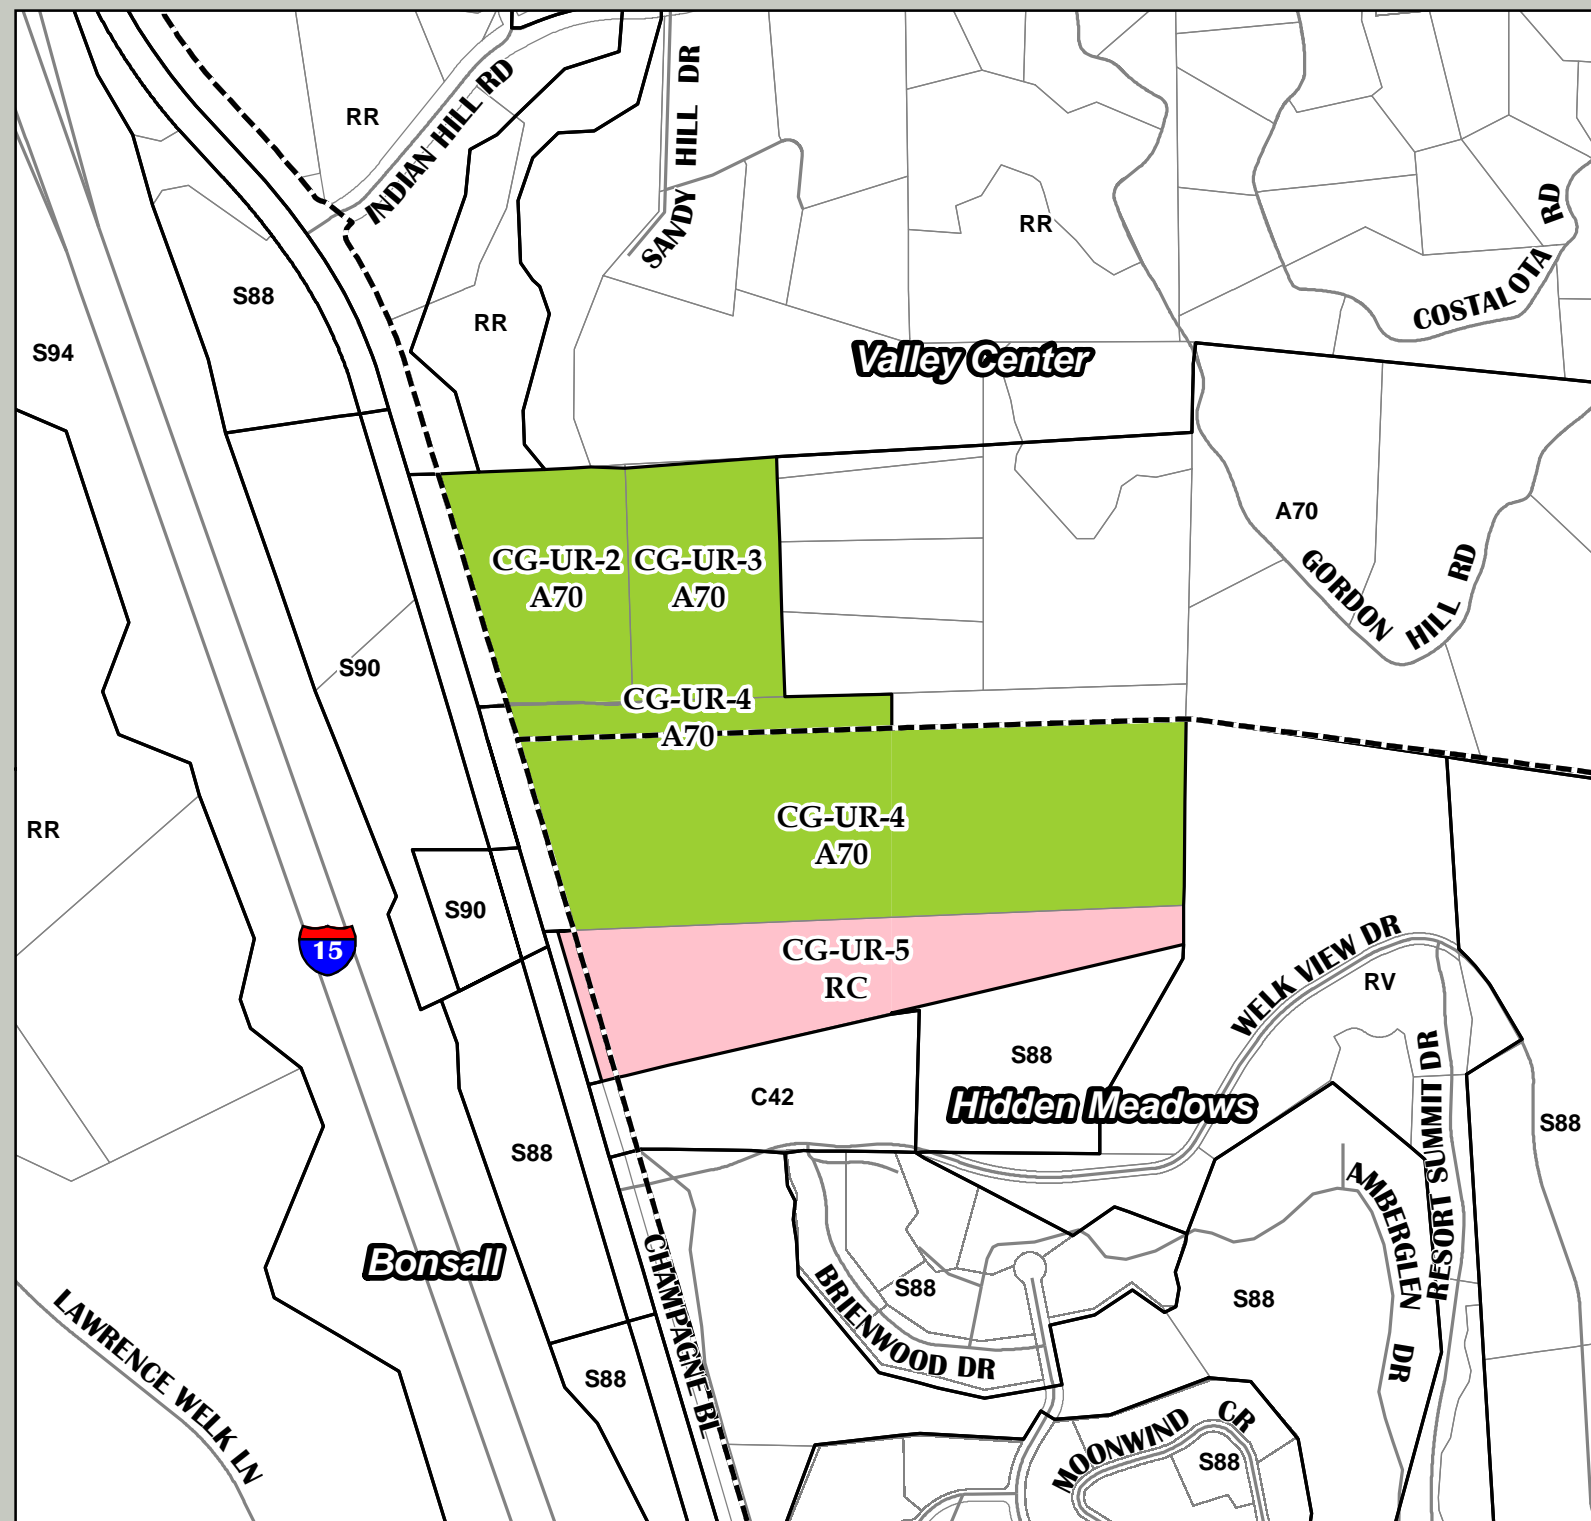 RR
INDIAN HILL RD
SANDY HILL DR
RR
COSTALOTA RD
S88
RR
S94
Valley Center
A70
GORDON HILL RD
CG-UR-2
A70
CG-UR-3
A70
S90
CG-UR-4
A70
RR
CG-UR-4
A70
S90
15
CG-UR-5
RC
WELK VIEW DR
RV
S88
C42
Hidden Meadows
RESORT SUMMIT DR
S88
S88
AMBERGLEN DR
Bonsall
CHAMPAGNE BL
BRIENWOOD DR
S88
S88
LAWRENCE WELK LN
S88
MOONWIND CR
S88